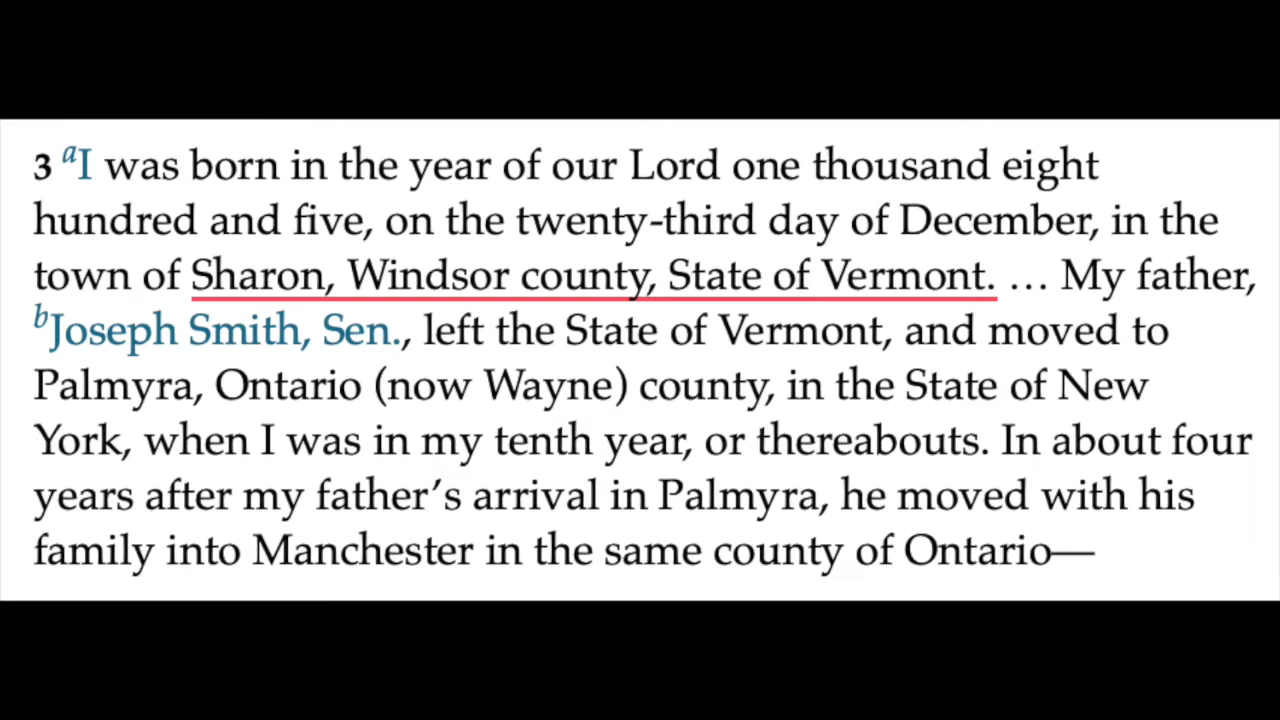 3 aI was born in the year of our Lord one thousand eight
hundred and five, on the twenty-third day of December, in the
town of Sharon, Windsor county, State of Vermont. … My father,
bJoseph Smith, Sen., left the State of Vermont, and moved to
Palmyra, Ontario (now Wayne) county, in the State of New
York, when I was in my tenth year, or thereabouts. In about four
years after my father’s arrival in Palmyra, he moved with his
family into Manchester in the same county of Ontario—